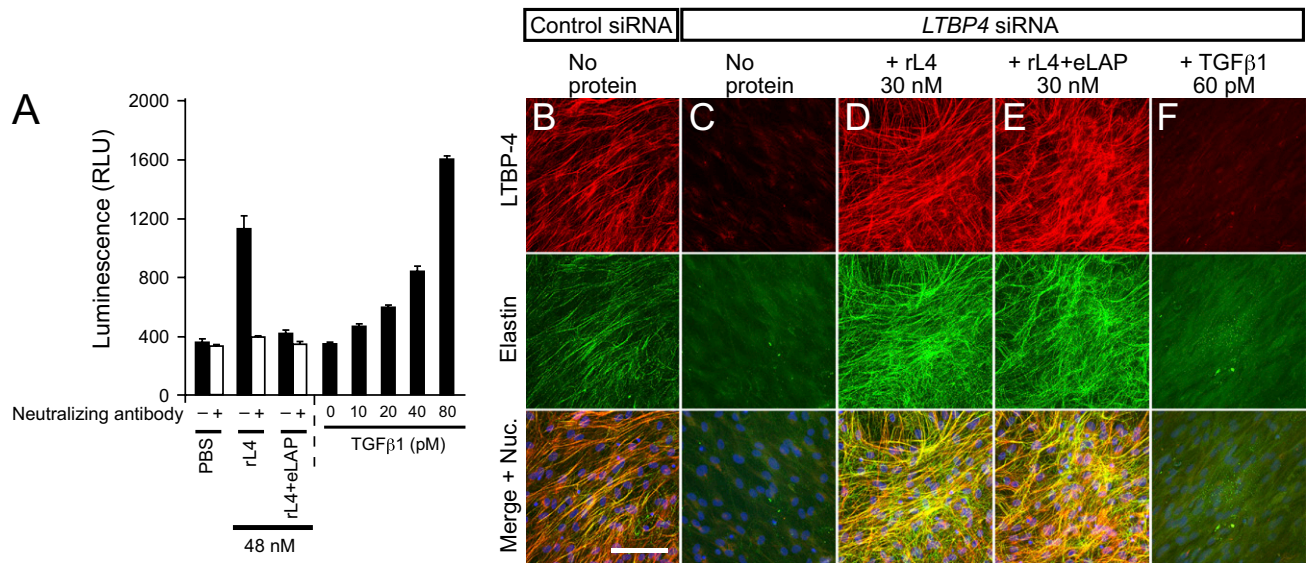 A
2000
1600
1200
800
400
0
Luminescence (RLU)
Neutralizing antibody
– + – + – + 0 10 20 40 80
PBS
rL4
rL4+eLAP
TGFβ1 (pM)
48 nM
Control siRNA
LTBP4 siRNA
No protein
No protein
+ rL4 30 nM
+ rL4+eLAP 30 nM
+ TGFβ1 60 pM
B C D E F
LTBP-4
Elastin
Merge + Nuc.